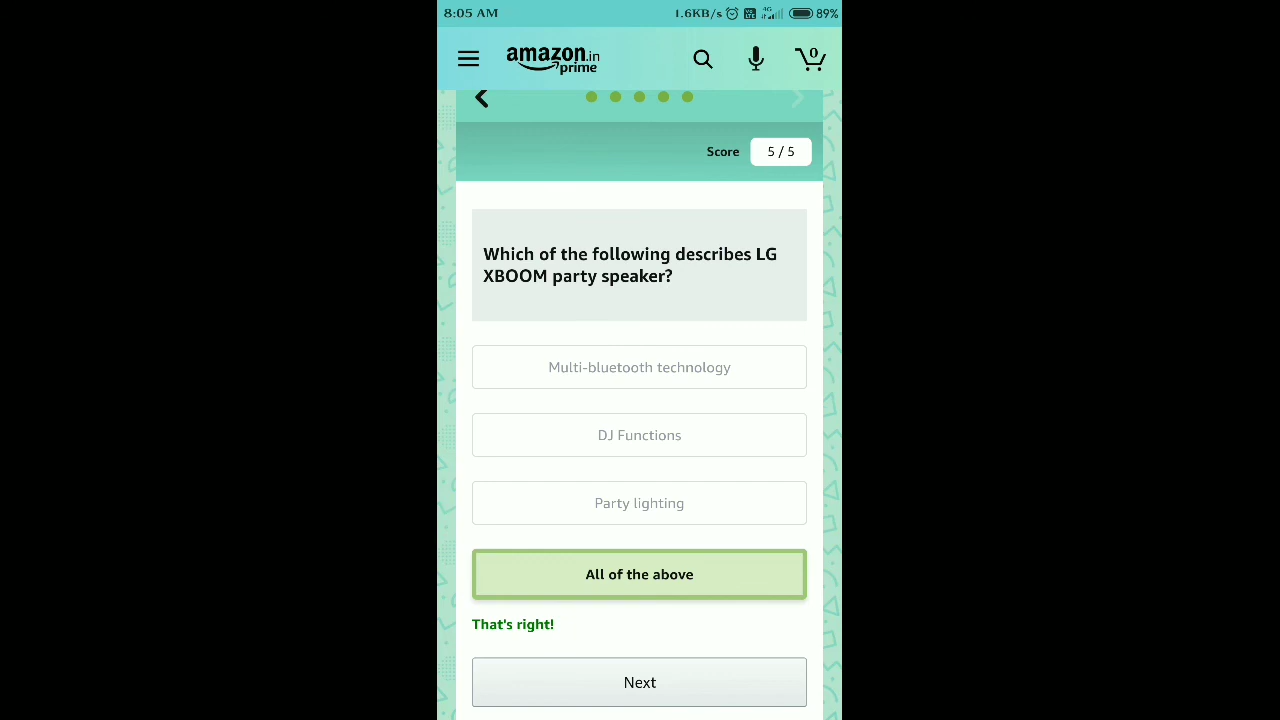 8:05 AM 1.6KB/s 4G 89%
amazon.in
prime
0
Score 5 / 5
Which of the following describes LG
XBOOM party speaker?
Multi-bluetooth technology
DJ Functions
Party lighting
All of the above
That's right!
Next